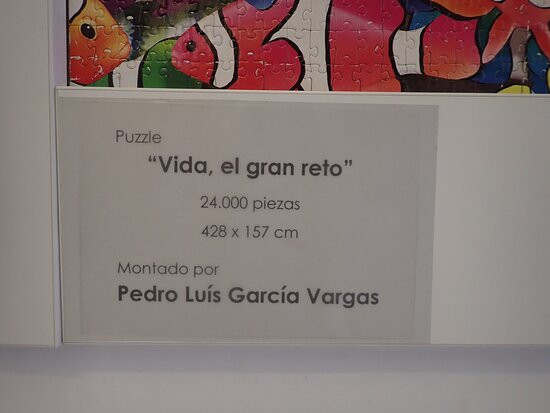 Puzzle
“Vida, el gran reto”
24.000 piezas
428 x 157 cm
Montado por
Pedro Luís García Vargas